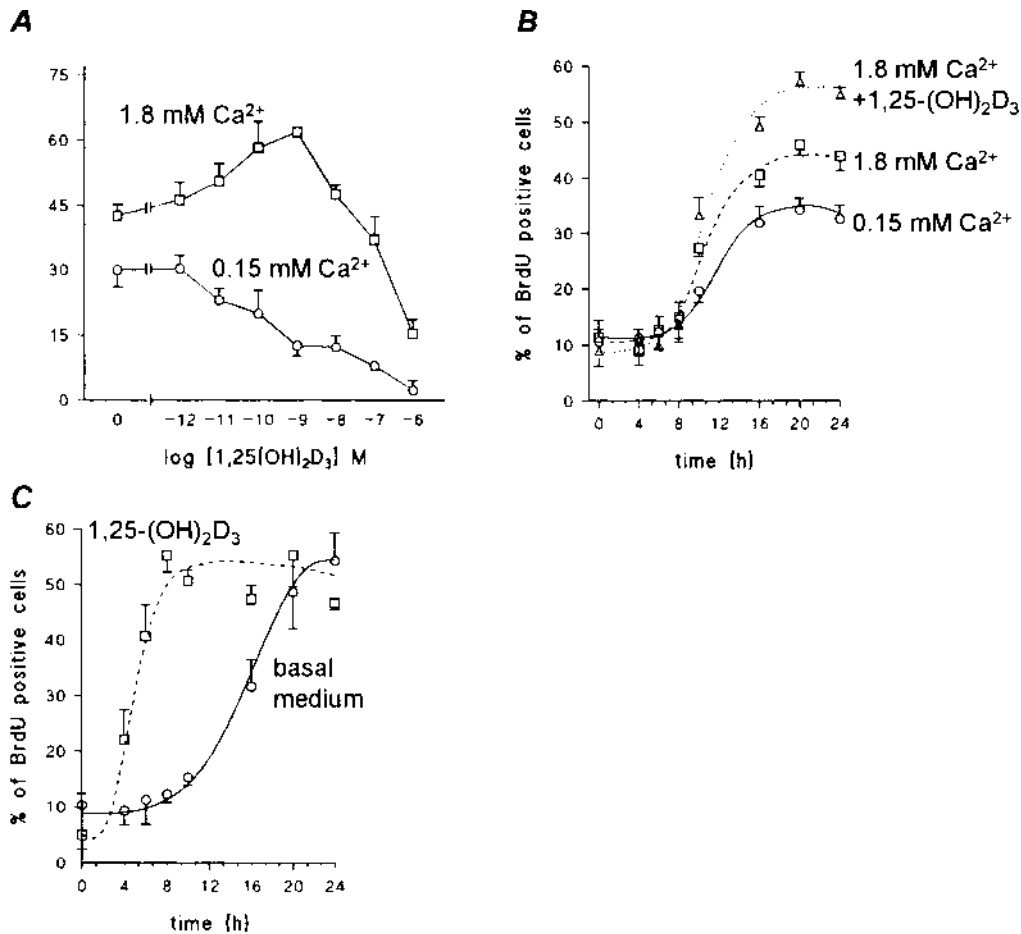 A
75
60
45
30
15
0
1.8 mM Ca²⁺
0.15 mM Ca²⁺
0 −12 −11 −10 −9 −8 −7 −6
log [1,25(OH)₂D₃] M
B
% of BrdU positive cells
60
50
40
30
20
10
0
1.8 mM Ca²⁺
+1,25-(OH)₂D₃
1.8 mM Ca²⁺
0.15 mM Ca²⁺
0 4 8 12 16 20 24
time (h)
C
% of BrdU positive cells
60
50
40
30
20
10
0
1,25-(OH)₂D₃
basal
medium
0 4 8 12 16 20 24
time (h)